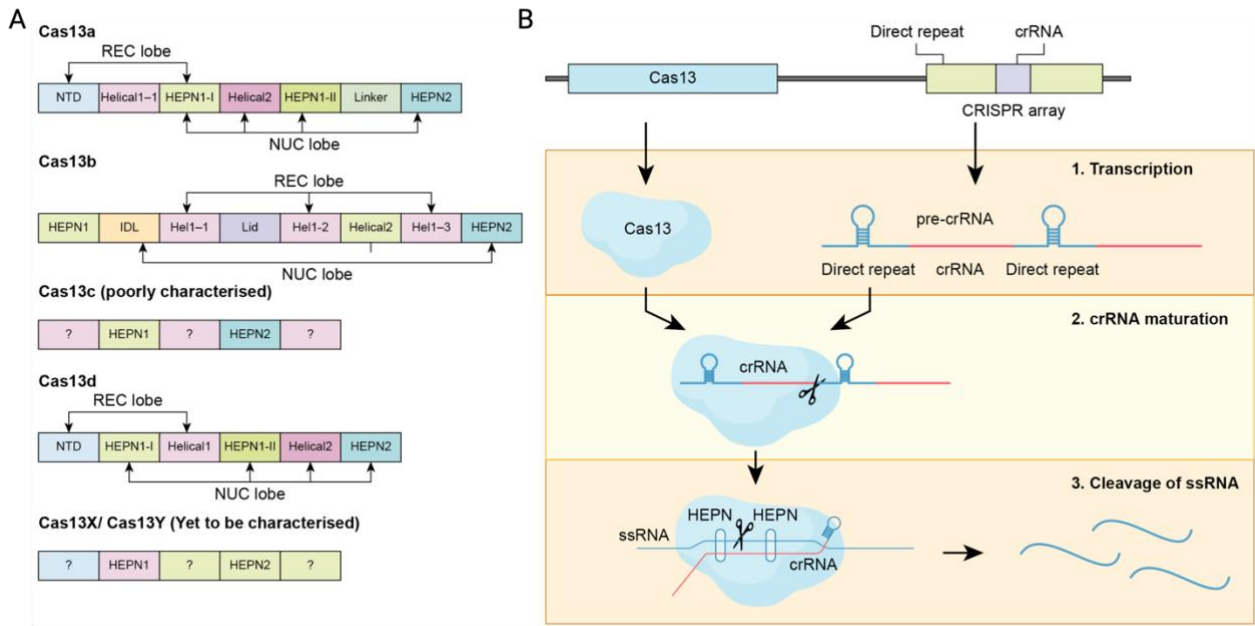 A
Cas13a
REC lobe
NTD Helical1–1 HEPN1-I Helical2 HEPN1-II Linker HEPN2
NUC lobe
Cas13b
REC lobe
HEPN1 IDL Hel1–1 Lid Hel1-2 Helical2 Hel1–3 HEPN2
NUC lobe
Cas13c (poorly characterised)
? HEPN1 ? HEPN2 ?
Cas13d
REC lobe
NTD HEPN1-I Helical1 HEPN1-II Helical2 HEPN2
NUC lobe
Cas13X/ Cas13Y (Yet to be characterised)
? HEPN1 ? HEPN2 ?
B
Direct repeat crRNA
Cas13
CRISPR array
1. Transcription
Cas13
pre-crRNA
Direct repeat crRNA Direct repeat
2. crRNA maturation
crRNA
3. Cleavage of ssRNA
HEPN HEPN
ssRNA
crRNA